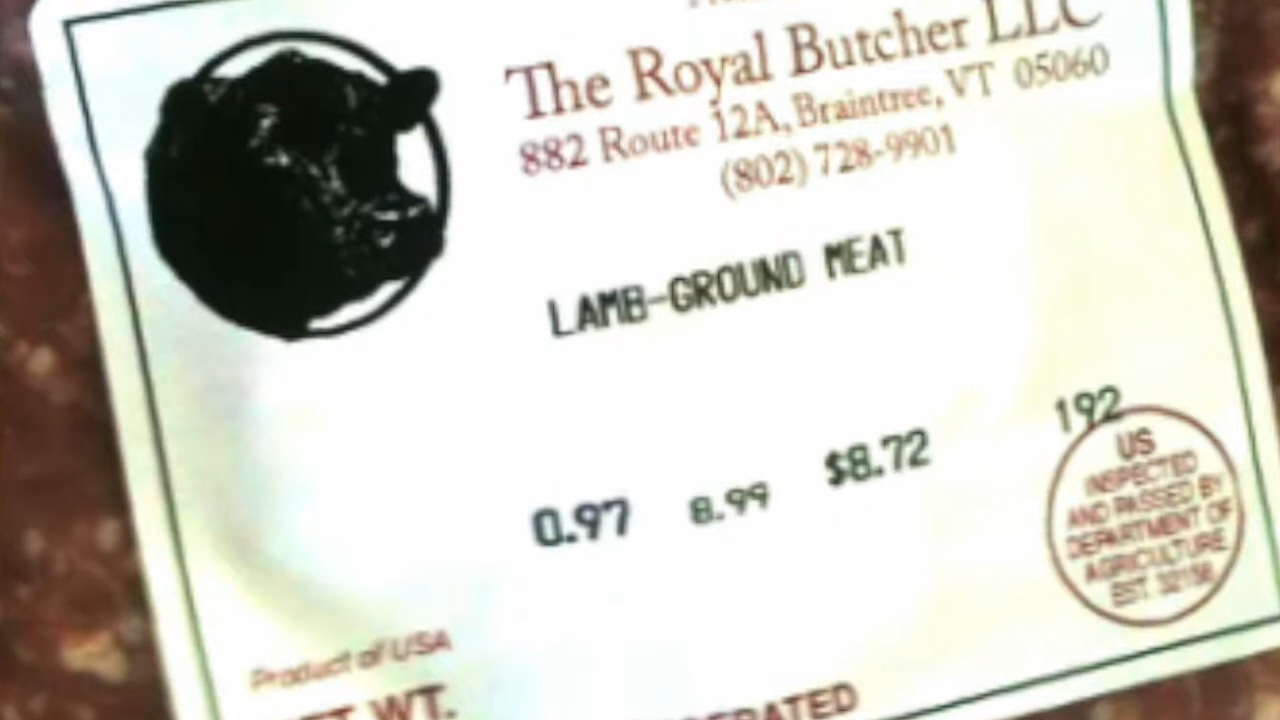 The Royal Butcher LLC
882 Route 12A, Braintree, VT 05060
(802) 728-9901
LAMB-GROUND MEAT
0.97 8.99 $8.72 192
US
INSPECTED
AND PASSED BY
DEPARTMENT OF
AGRICULTURE
EST.
Product of USA
WT.